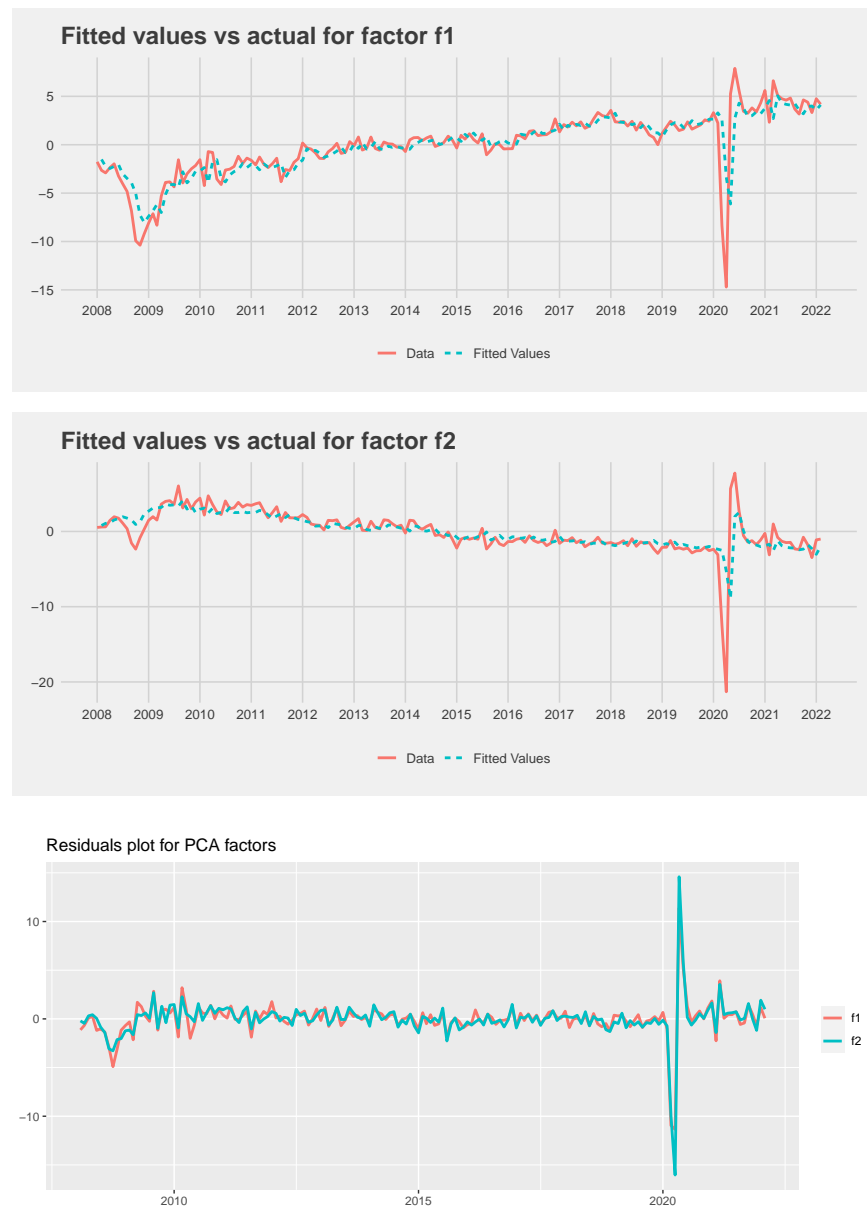 Fitted values vs actual for factor f1
5
0
−5
−10
−15
2008 2009 2010 2011 2012 2013 2014 2015 2016 2017 2018 2019 2020 2021 2022
Data Fitted Values
Fitted values vs actual for factor f2
0
−10
−20
2008 2009 2010 2011 2012 2013 2014 2015 2016 2017 2018 2019 2020 2021 2022
Data Fitted Values
Residuals plot for PCA factors
10
0
−10
2010 2015 2020
f1
f2